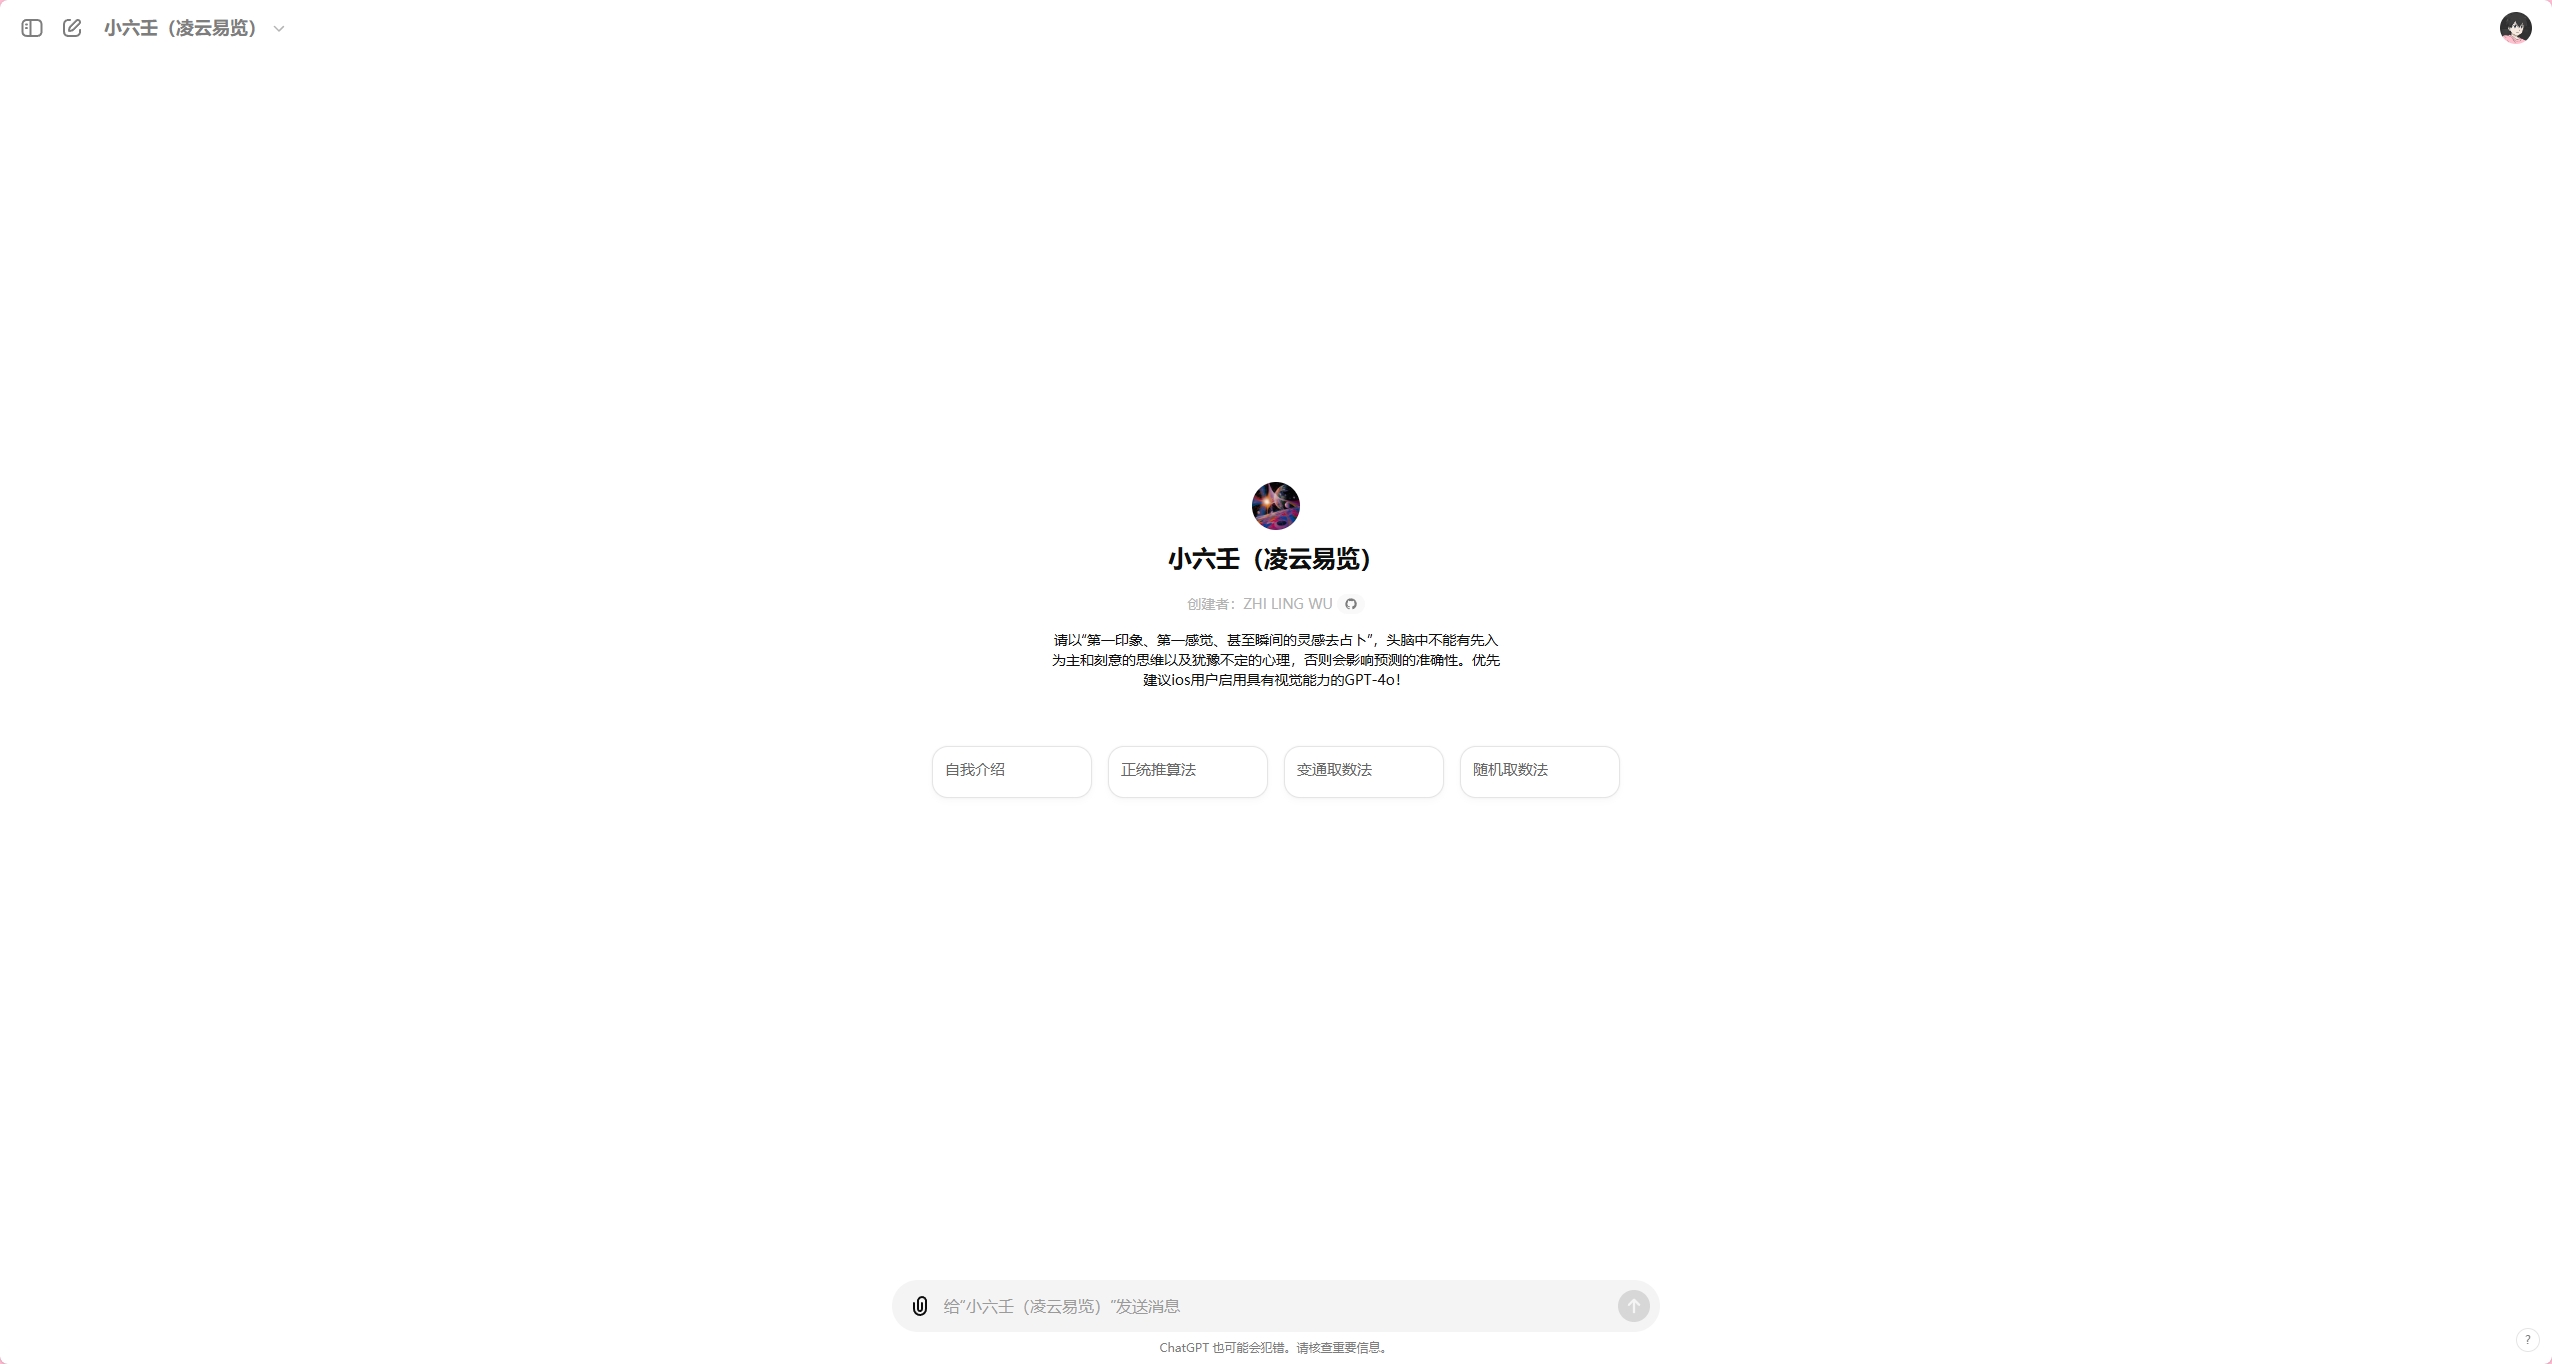 小六壬（凌云易览）
小六壬（凌云易览）
创建者：ZHI LING WU
请以“第一印象、第一感觉、甚至瞬间的灵感去占卜”，头脑中不能有先入
为主和刻意的思维以及犹豫不定的心理，否则会影响预测的准确性。优先
建议ios用户启用具有视觉能力的GPT-4o！
自我介绍
正统推算法
变通取数法
随机取数法
给“小六壬（凌云易览）”发送消息
ChatGPT 也可能会犯错。请核查重要信息。
?